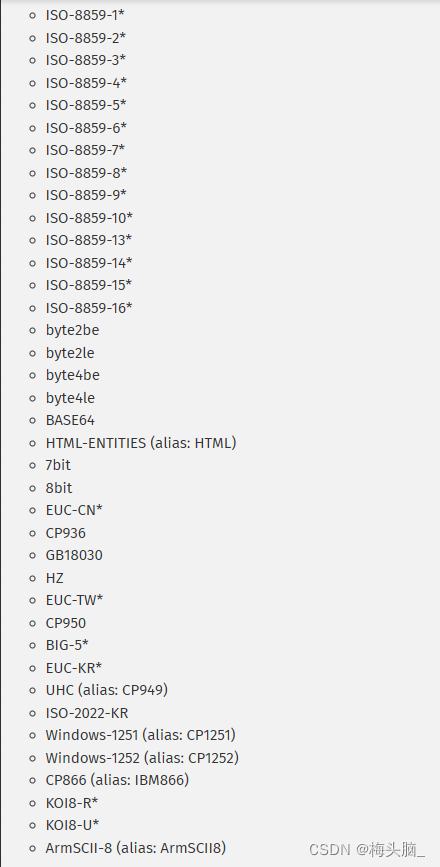 ISO-8859-1*
ISO-8859-2*
ISO-8859-3*
ISO-8859-4*
ISO-8859-5*
ISO-8859-6*
ISO-8859-7*
ISO-8859-8*
ISO-8859-9*
ISO-8859-10*
ISO-8859-13*
ISO-8859-14*
ISO-8859-15*
ISO-8859-16*
byte2be
byte2le
byte4be
byte4le
BASE64
HTML-ENTITIES (alias: HTML)
7bit
8bit
EUC-CN*
CP936
GB18030
HZ
EUC-TW*
CP950
BIG-5*
EUC-KR*
UHC (alias: CP949)
ISO-2022-KR
Windows-1251 (alias: CP1251)
Windows-1252 (alias: CP1252)
CP866 (alias: IBM866)
KOI8-R*
KOI8-U*
ArmSCII-8 (alias: ArmSCII8)
CSDN @梅头脑_